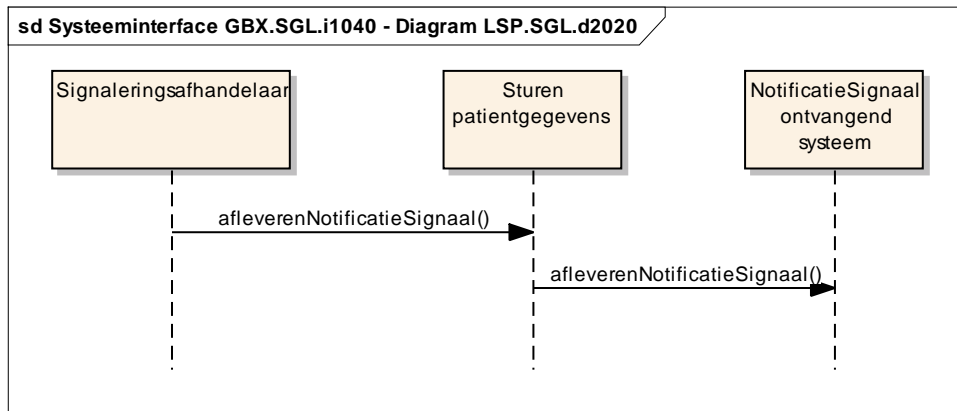 sd Systeeminterface GBX.SGL.i1040 - Diagram LSP.SGL.d2020
Signaleringsafhandelaar
Sturen
patientgegevens
NotificatieSignaal
ontvangend
systeem
afleverenNotificatieSignaal()
afleverenNotificatieSignaal()